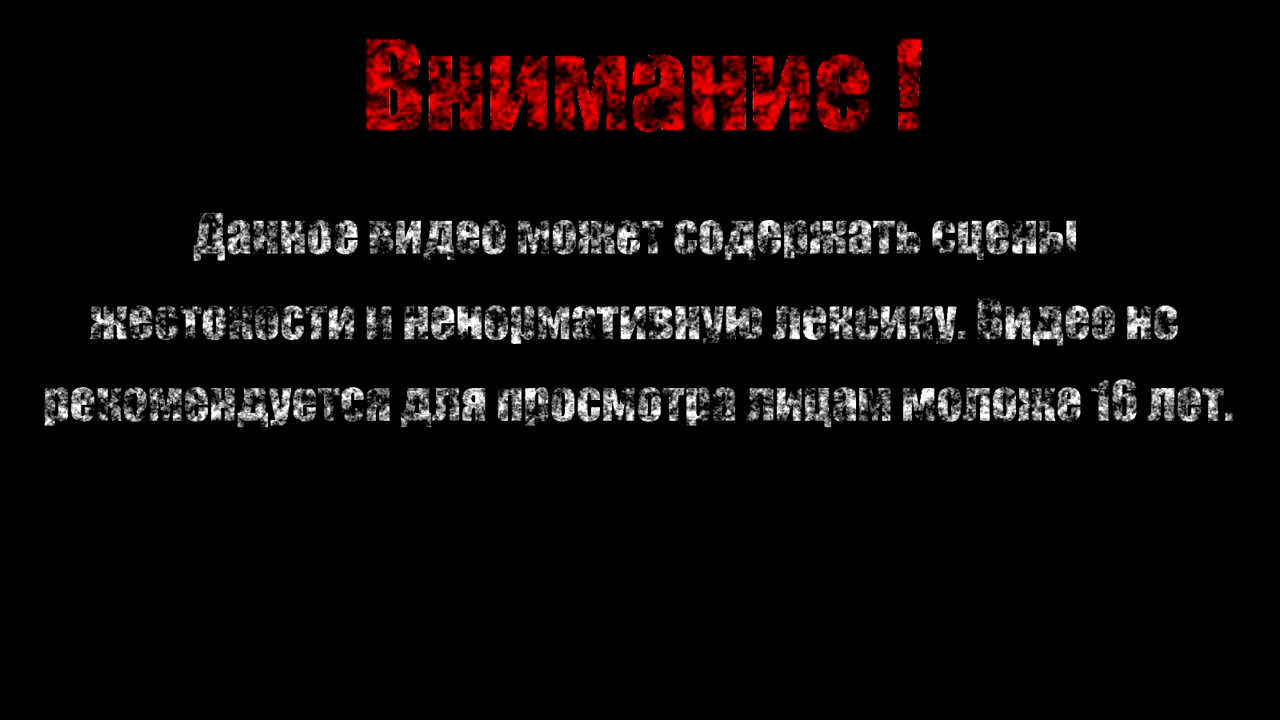 Внимание !
Данное видео может содержать сцены
жестокости и ненормативную лексику. Видео не
рекомендуется для просмотра лицам моложе 16 лет.